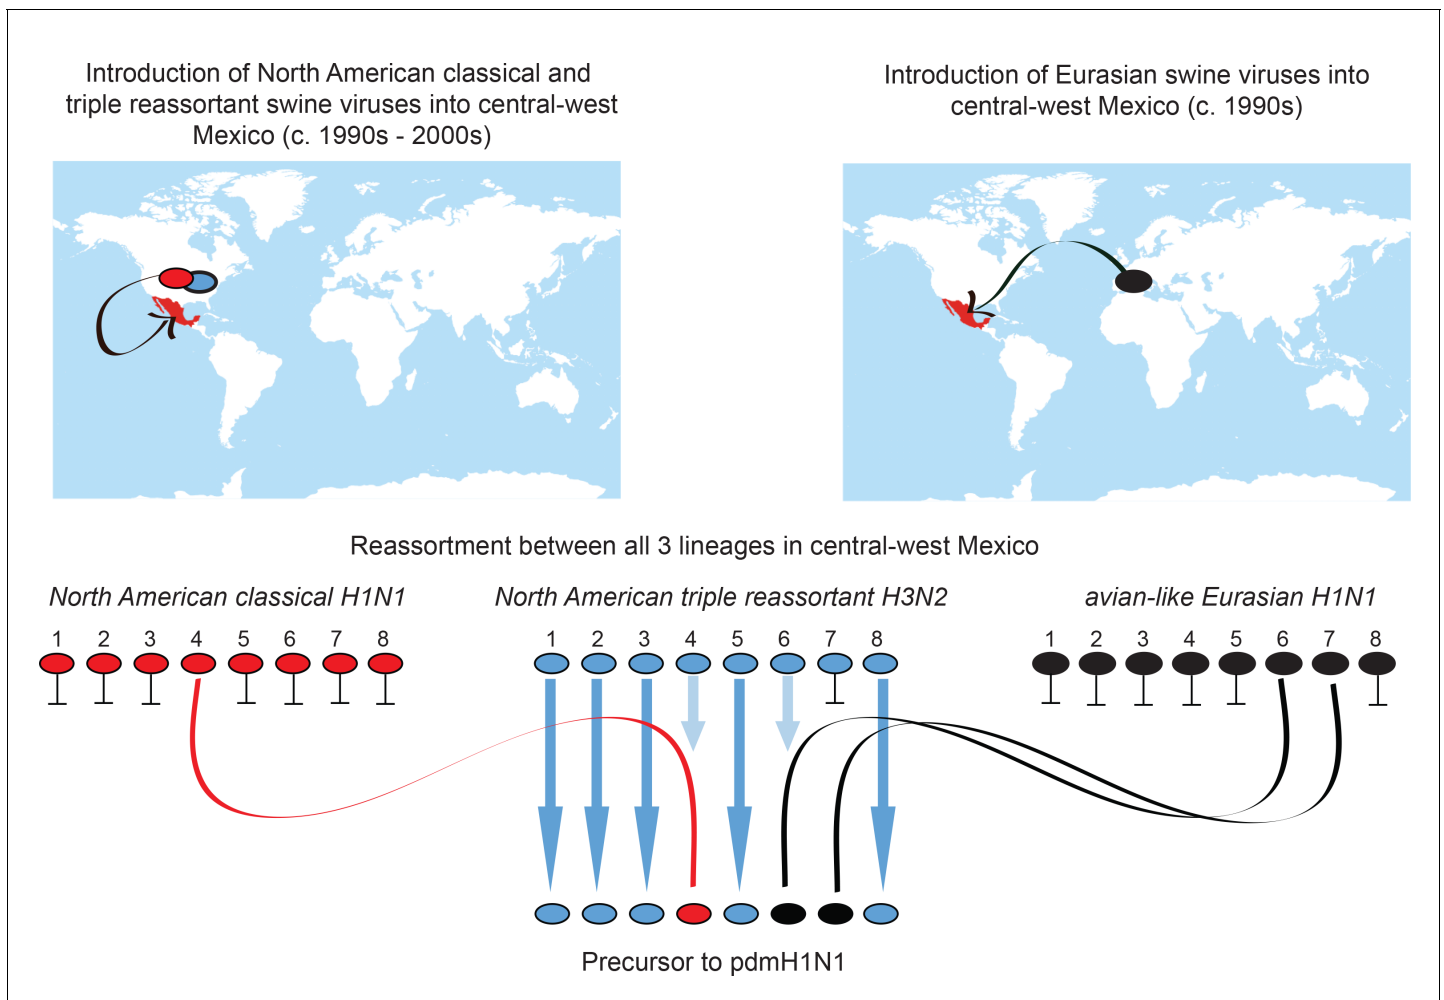 Introduction of North American classical and
triple reassortant swine viruses into central-west
Mexico (c. 1990s - 2000s)
Introduction of Eurasian swine viruses into
central-west Mexico (c. 1990s)
Reassortment between all 3 lineages in central-west Mexico
North American classical H1N1
North American triple reassortant H3N2
avian-like Eurasian H1N1
1 2 3 4 5 6 7 8
1 2 3 4 5 6 7 8
1 2 3 4 5 6 7 8
Precursor to pdmH1N1